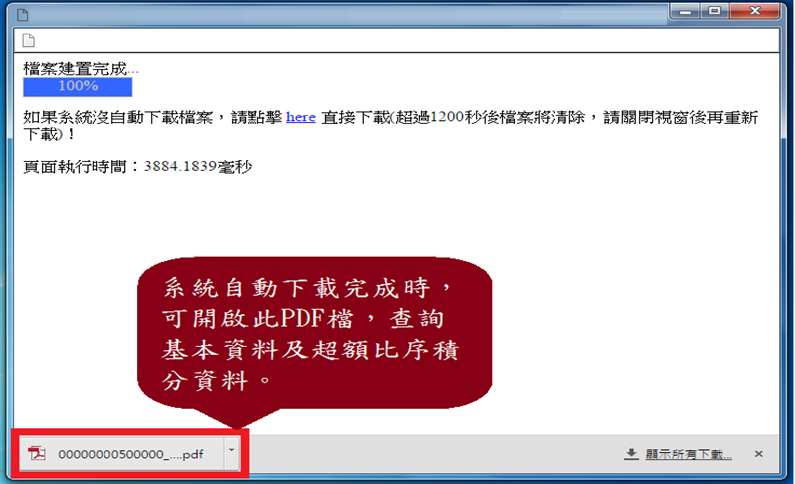 檔案建置完成...
100%
如果系統沒自動下載檔案，請點擊 here 直接下載(超過1200秒後檔案將清除，請關閉視窗後再重新
下載)！
頁面執行時間：3884.1839毫秒
系統自動下載完成時，
可開啟此PDF檔，查詢
基本資料及超額比序積
分資料。
00000000500000_....pdf
顯示所有下載...